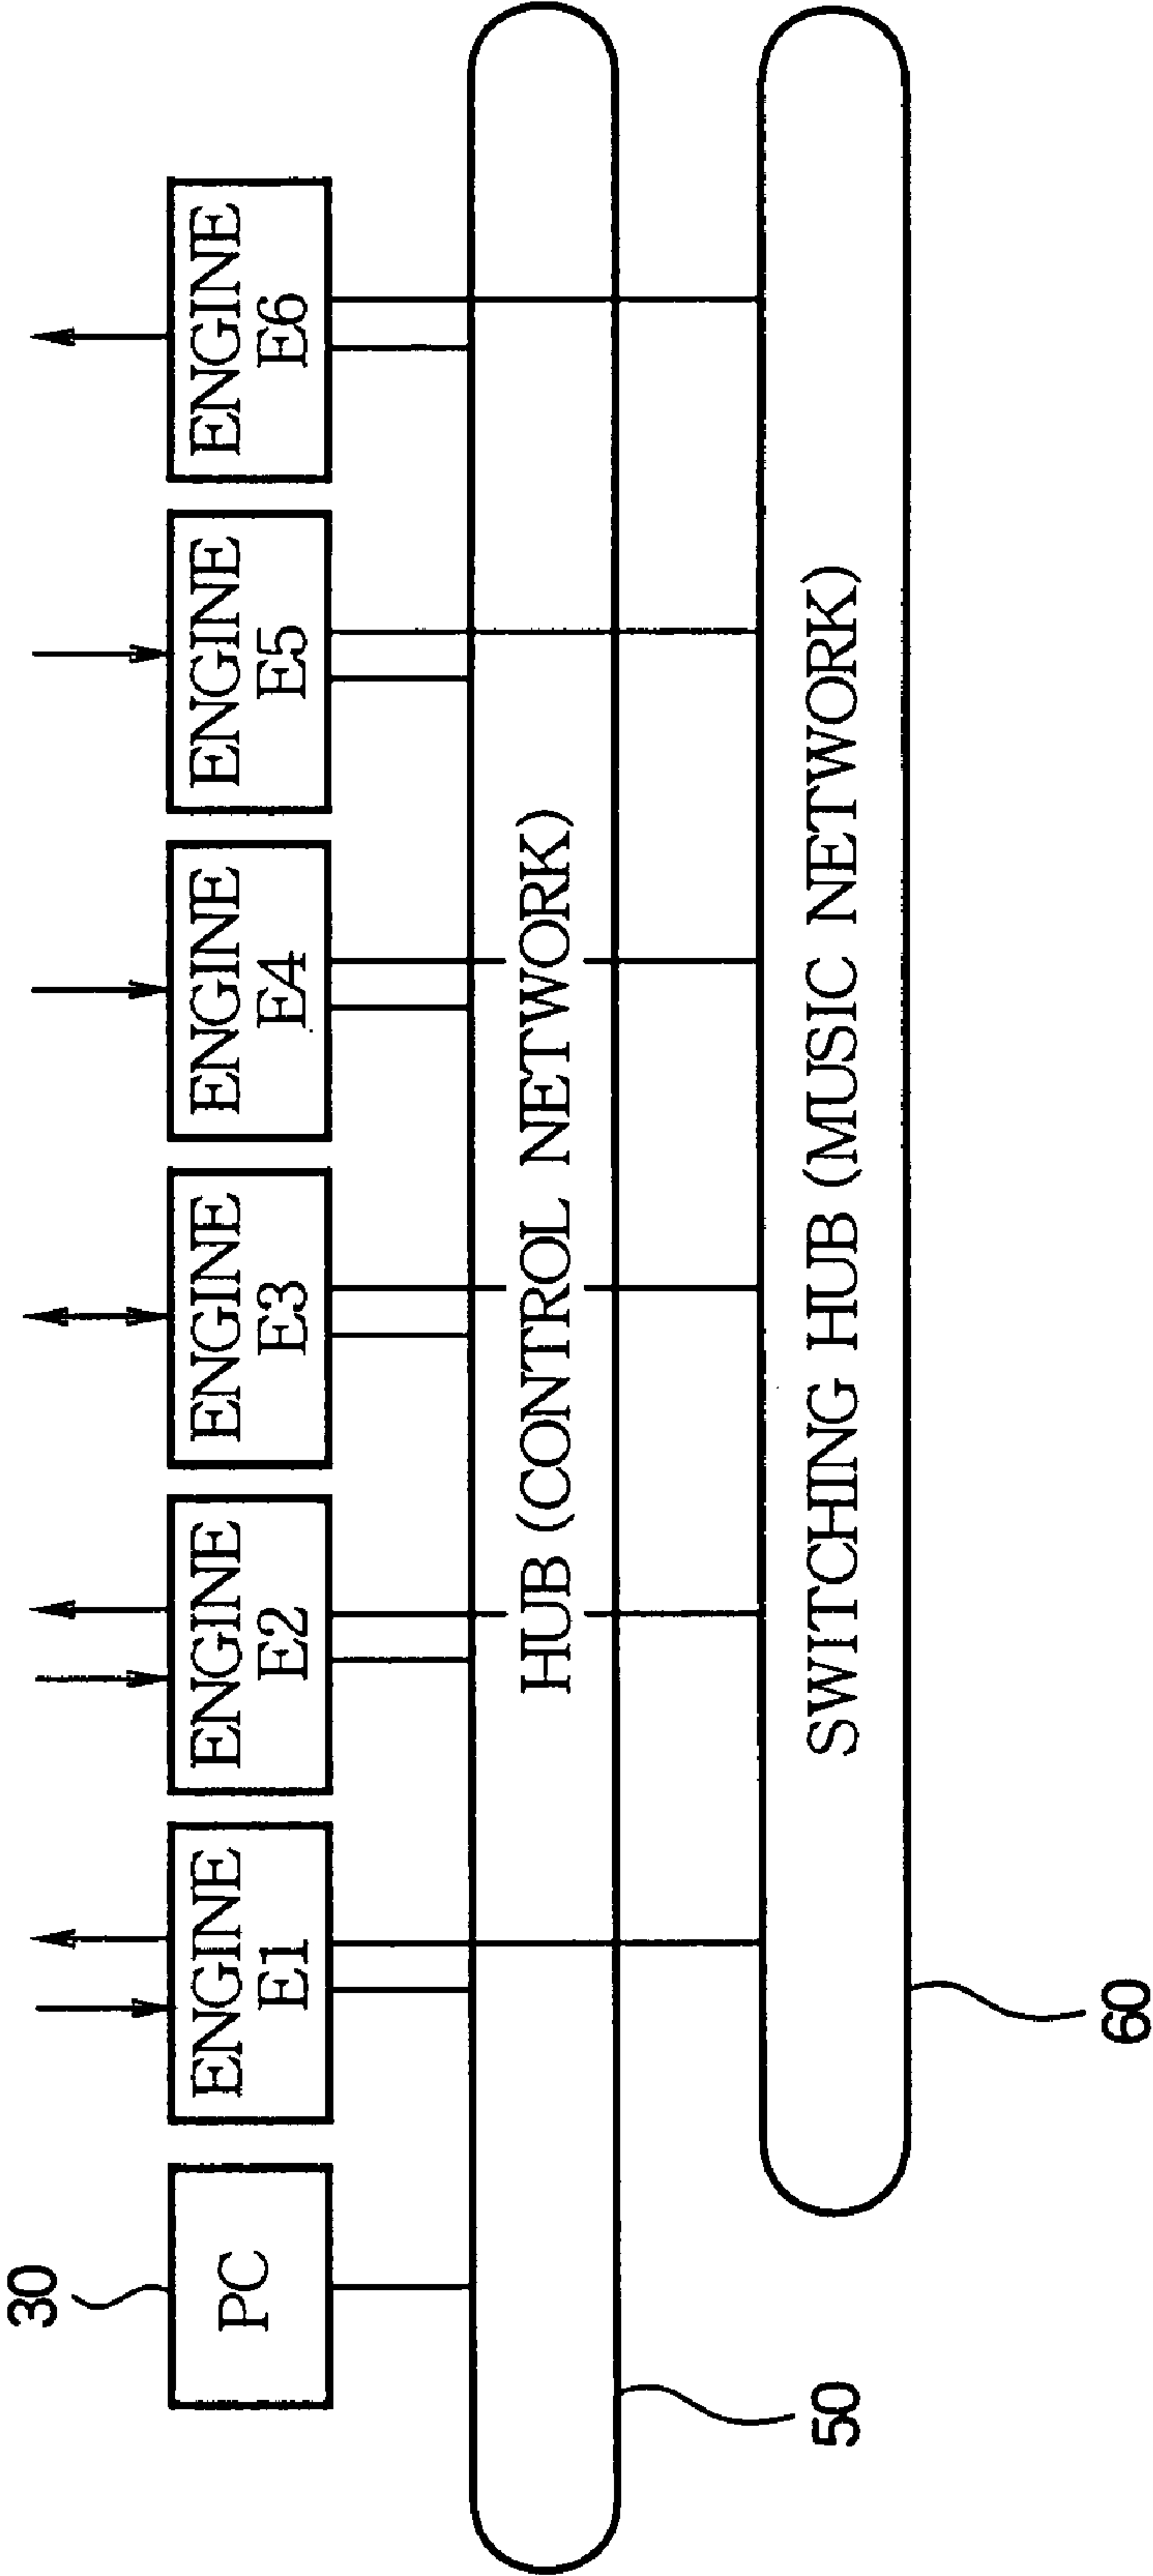 30
PC
ENGINE
E1
ENGINE
E2
ENGINE
E3
ENGINE
E4
ENGINE
E5
ENGINE
E6
HUB (CONTROL NETWORK)
50
SWITCHING HUB (MUSIC NETWORK)
60